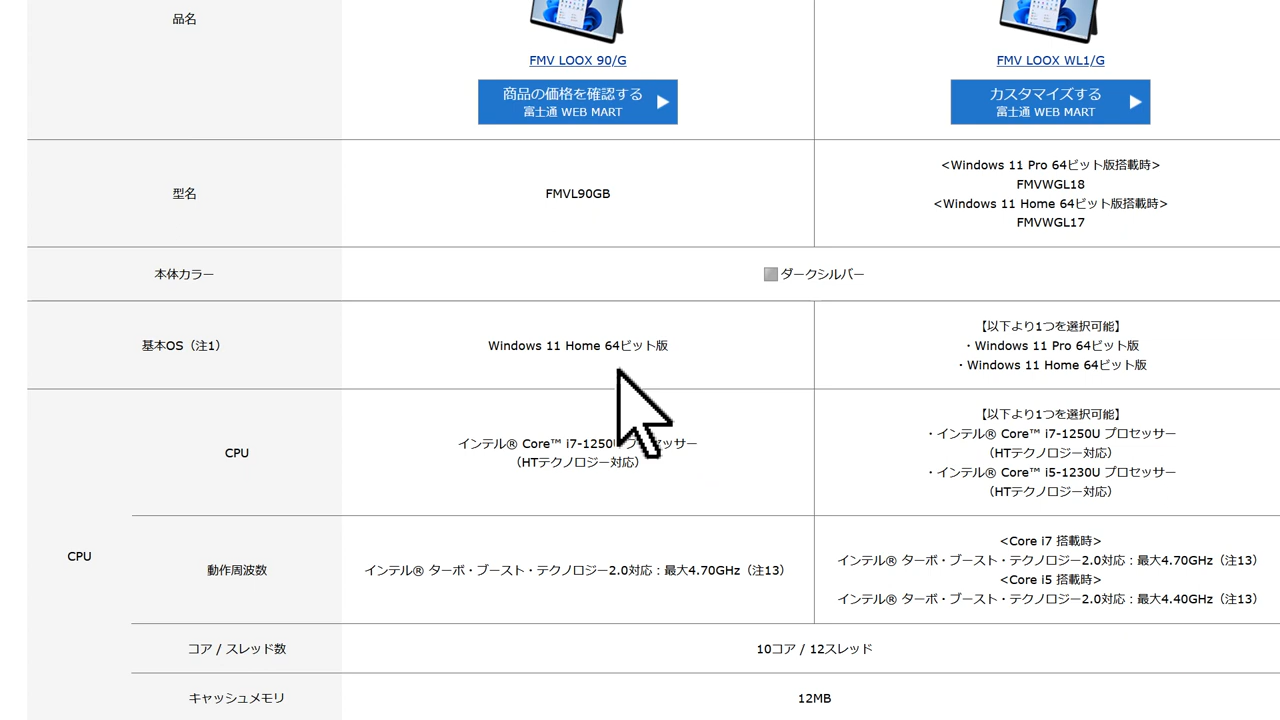 品名
FMV LOOX 90/G
FMV LOOX WL1/G
商品の価格を確認する
富士通 WEB MART
カスタマイズする
富士通 WEB MART
型名
FMVL90GB
<Windows 11 Pro 64ビット版搭載時>
FMVWGL18
<Windows 11 Home 64ビット版搭載時>
FMVWGL17
本体カラー
ダークシルバー
基本OS（注1）
Windows 11 Home 64ビット版
【以下より1つを選択可能】
・Windows 11 Pro 64ビット版
・Windows 11 Home 64ビット版
CPU
CPU
インテル® Core™ i7-1250U プロセッサー
（HTテクノロジー対応）
【以下より1つを選択可能】
・インテル® Core™ i7-1250U プロセッサー
（HTテクノロジー対応）
・インテル® Core™ i5-1230U プロセッサー
（HTテクノロジー対応）
動作周波数
インテル® ターボ・ブースト・テクノロジー2.0対応：最大4.70GHz（注13）
<Core i7 搭載時>
インテル® ターボ・ブースト・テクノロジー2.0対応：最大4.70GHz（注13）
<Core i5 搭載時>
インテル® ターボ・ブースト・テクノロジー2.0対応：最大4.40GHz（注13）
コア / スレッド数
10コア / 12スレッド
キャッシュメモリ
12MB